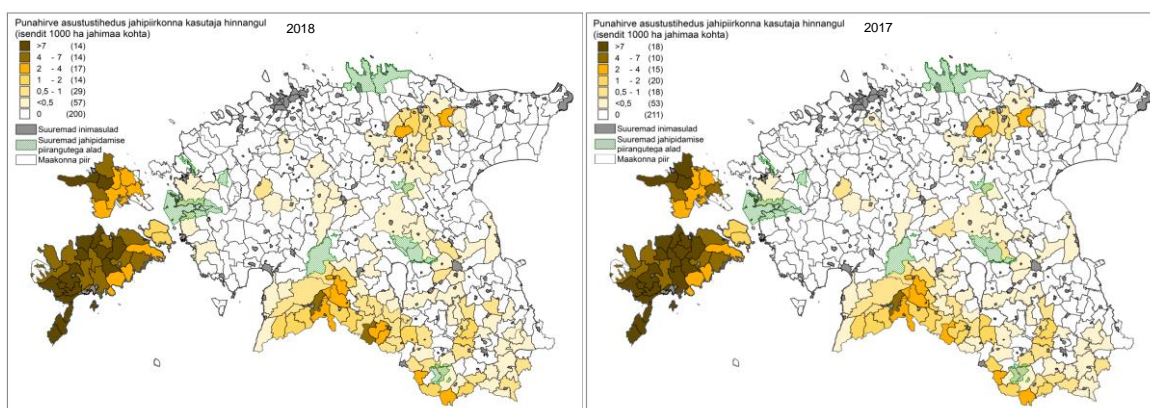 Punahirve asustustihedus jahipiirkonna kasutaja hinnangul
(isendit 1000 ha jahimaa kohta)
2018
>7 (14)
4 - 7 (14)
2 - 4 (17)
1 - 2 (14)
0,5 - 1 (29)
<0,5 (57)
0 (200)
Suuremad inimasulad
Suuremad jahipidamise
piirangutega alad
Maakonna piir
Punahirve asustustihedus jahipiirkonna kasutaja hinnangul
(isendit 1000 ha jahimaa kohta)
2017
>7 (18)
4 - 7 (10)
2 - 4 (15)
1 - 2 (20)
0,5 - 1 (18)
<0,5 (53)
0 (211)
Suuremad inimasulad
Suuremad jahipidamise
piirangutega alad
Maakonna piir